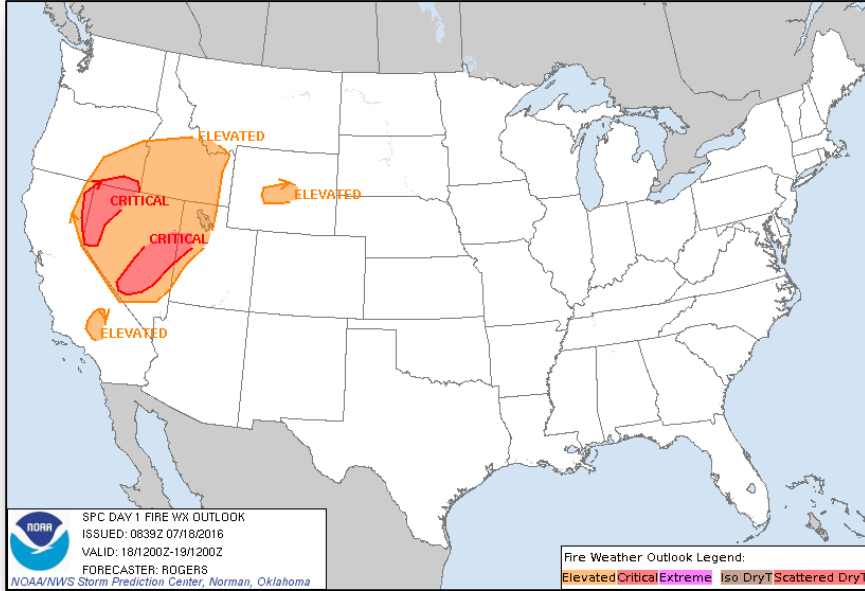 ELEVATED
CRITICAL
ELEVATED
CRITICAL
ELEVATED
NOAA
SPC DAY 1 FIRE WX OUTLOOK
ISSUED: 0839Z 07/18/2016
VALID: 18/1200Z-19/1200Z
FORECASTER: ROGERS
NOAA/NWS Storm Prediction Center, Norman, Oklahoma
Fire Weather Outlook Legend:
Elevated Critical Extreme Iso DryT Scattered DryT